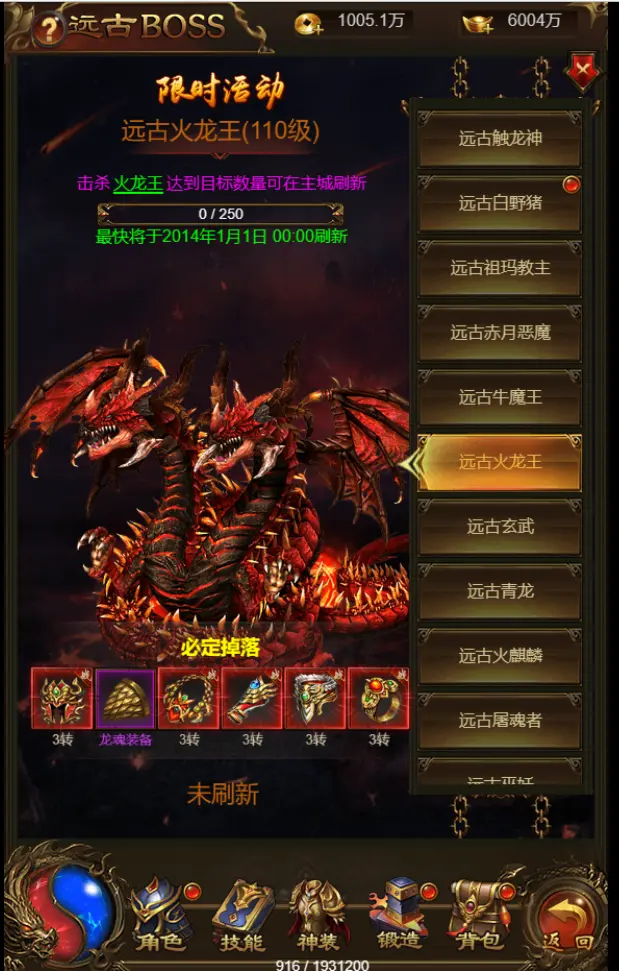 远古BOSS
1005.1万
6004万
限时活动
远古火龙王(110级)
击杀 火龙王 达到目标数量可在主城刷新
0 / 250
最快将于2014年1月1日 00:00刷新
远古触龙神
远古白野猪
远古祖玛教主
远古赤月恶魔
远古牛魔王
远古火龙王
远古玄武
远古青龙
远古火麒麟
远古屠魂者
远古巫妖
必定掉落
3转
龙魂装备
3转
3转
3转
3转
未刷新
角色
技能
神装
锻造
背包
返回
916 / 1931200